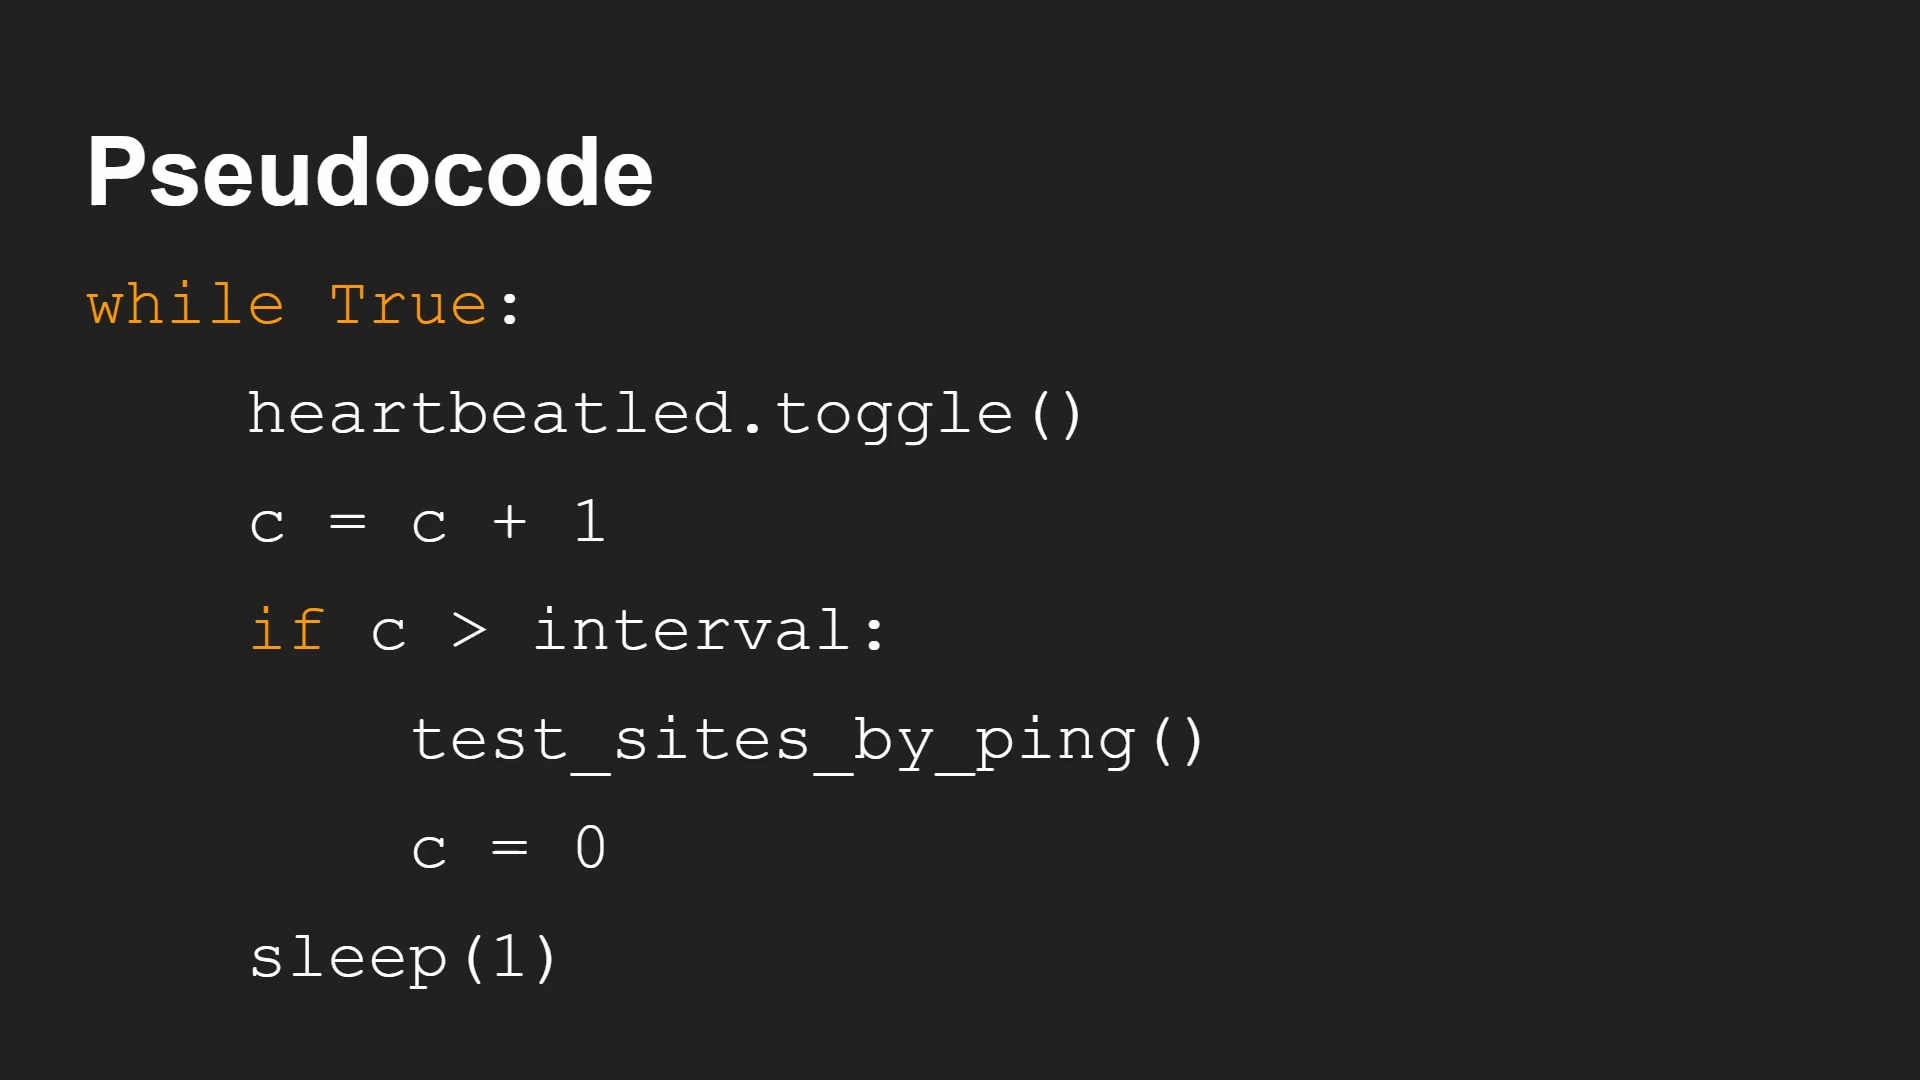 Pseudocode
while True:
    heartbeatled.toggle()
    c = c + 1
    if c > interval:
        test_sites_by_ping()
        c = 0
    sleep(1)